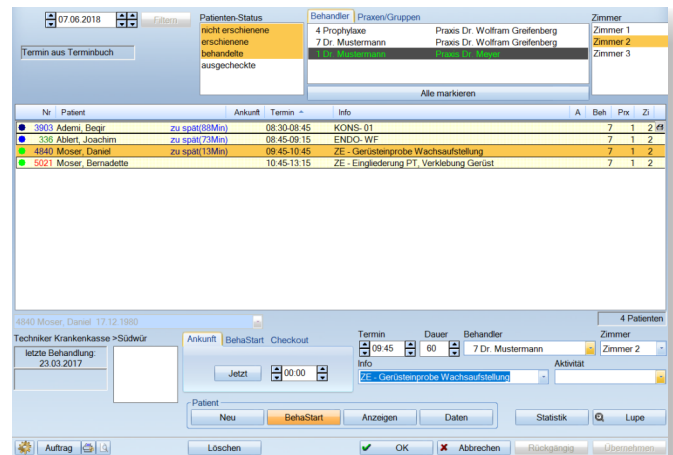 07.06.2018 Filtern
Patienten-Status
nicht erschienene
erschienene
behandelte
ausgecheckte
Behandler Praxen/Gruppen
4 Prophylaxe Praxis Dr. Wolfram Greifenberg
7 Dr. Mustermann Praxis Dr. Wolfram Greifenberg
1 Dr. Mustermann Praxis Dr. Meyer
Alle markieren
Zimmer
Zimmer 1
Zimmer 2
Zimmer 3
Termin aus Terminbuch
Nr Patient Ankunft Termin Info A Beh Prx Zi
3903 Ademi, Beqir zu spät(88Min) 08:30-08:45 KONS- 01 7 1 2
336 Ablert, Joachim zu spät(73Min) 08:45-09:15 ENDO- WF 7 1 2
4840 Moser, Daniel zu spät(13Min) 09:45-10:45 ZE - Gerüsteinprobe Wachsaufstellung 7 1 2
5021 Moser, Bernadette 10:45-13:15 ZE - Eingliederung PT, Verklebung Gerüst 7 1 2
4840 Moser, Daniel 17.12.1980
4 Patienten
Techniker Krankenkasse >Südwür
letzte Behandlung:
23.03.2017
Ankunft BehaStart Checkout
Jetzt 00:00
Termin Dauer Behandler Zimmer
09:45 60 7 Dr. Mustermann Zimmer 2
Info Aktivität
ZE - Gerüsteinprobe Wachsaufstellung
Patient
Neu BehaStart Anzeigen Daten Statistik Lupe
Auftrag Löschen OK Abbrechen Rückgängig Übernehmen